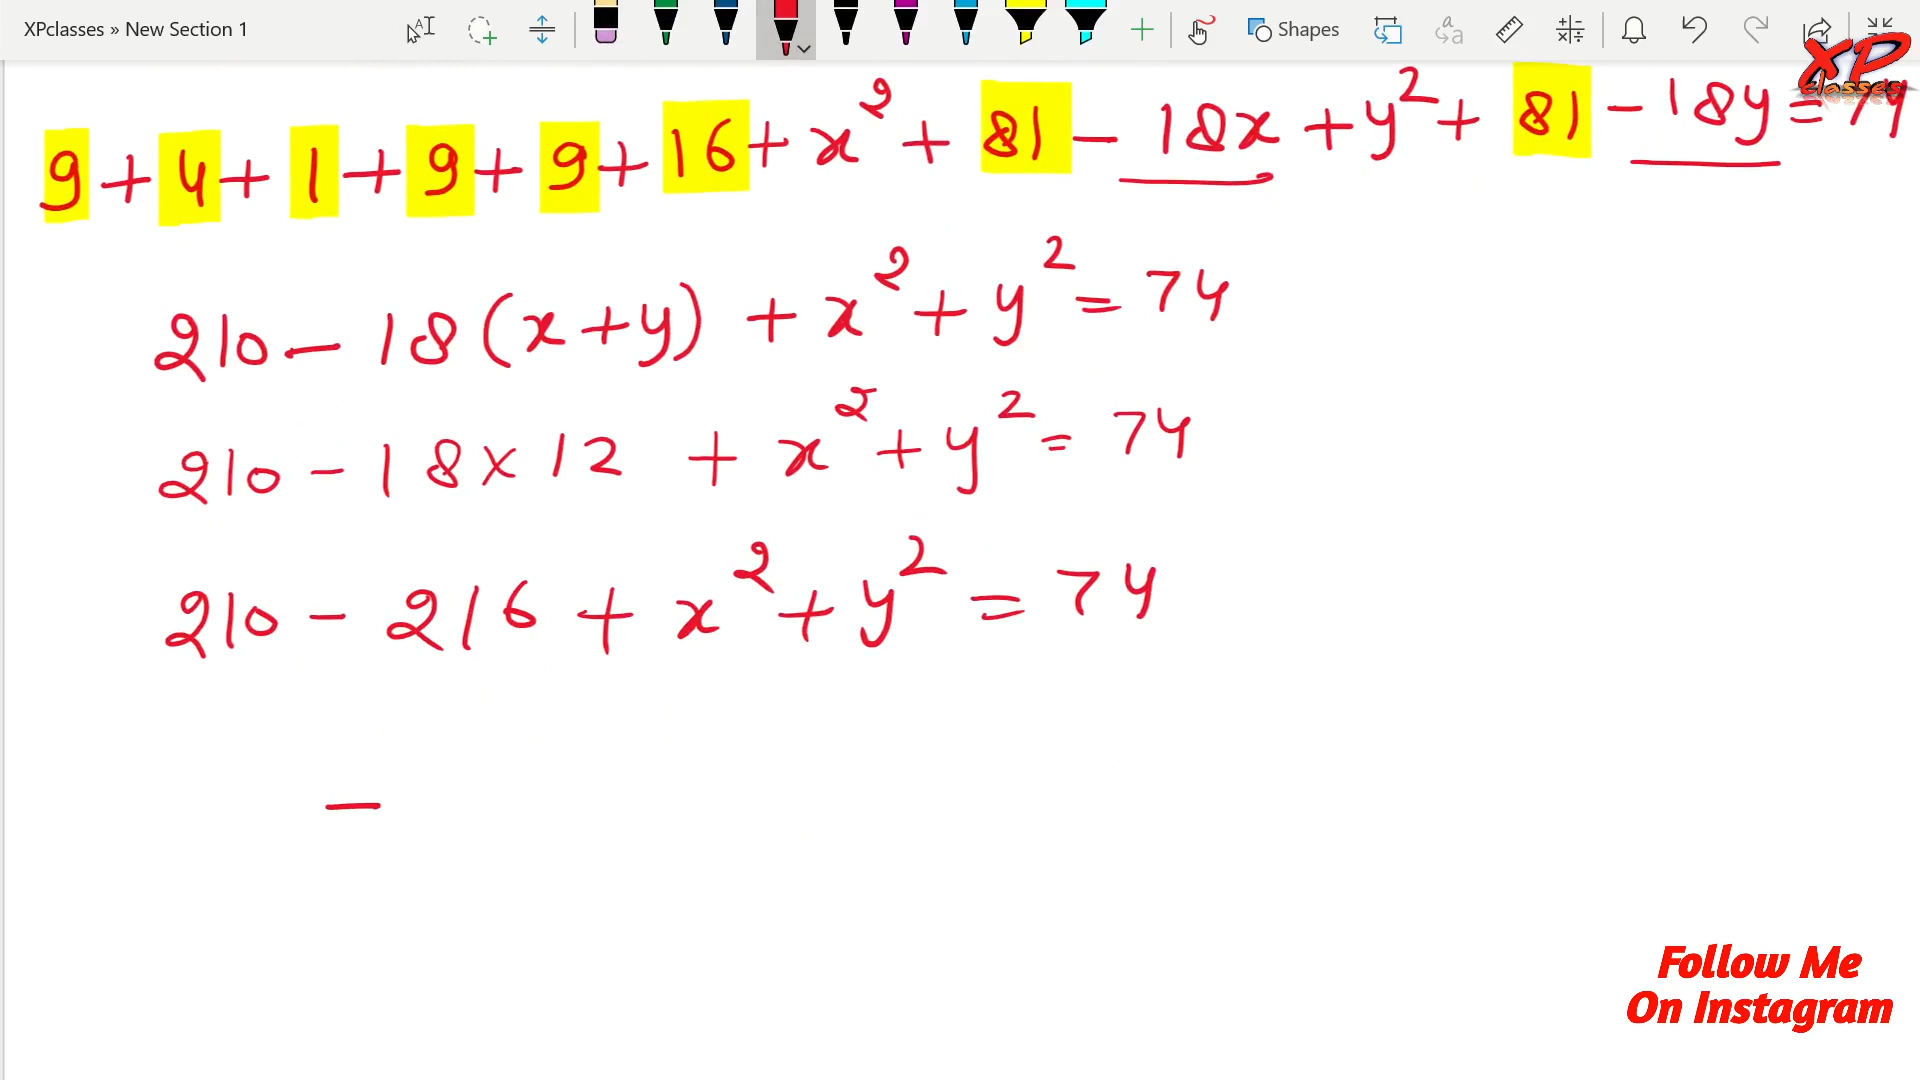 XPclasses » New Section 1
Shapes
XP
classes
9 + 4 + 1 + 9 + 9 + 16 + x² + 81 - 18x + y² + 81 - 18y = 74
210 - 18 (x + y) + x² + y² = 74
210 - 18 × 12 + x² + y² = 74
210 - 216 + x² + y² = 74
-
Follow Me
On Instagram